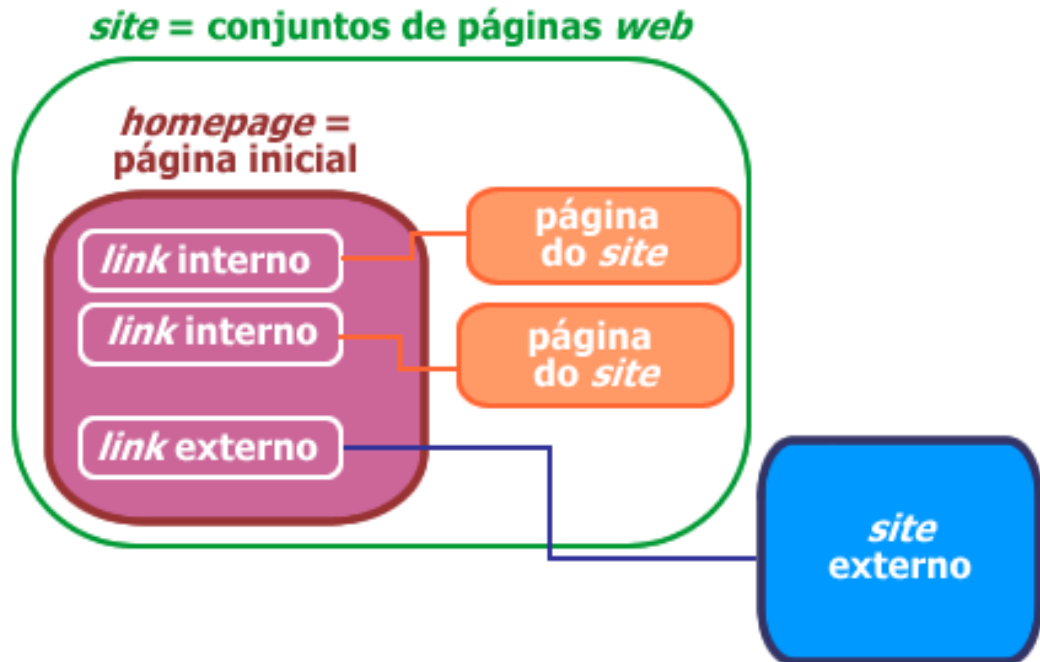 site = conjuntos de páginas web
homepage =
página inicial
link interno
link interno
link externo
página
do site
página
do site
site
externo